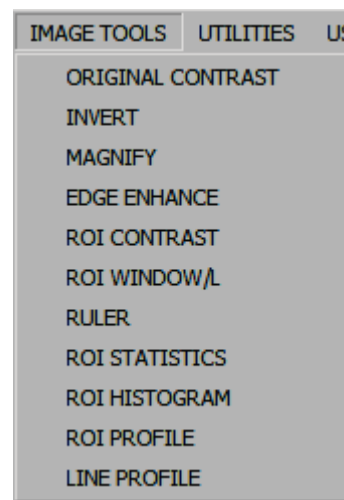 IMAGE TOOLS UTILITIES
ORIGINAL CONTRAST
INVERT
MAGNIFY
EDGE ENHANCE
ROI CONTRAST
ROI WINDOW/L
RULER
ROI STATISTICS
ROI HISTOGRAM
ROI PROFILE
LINE PROFILE